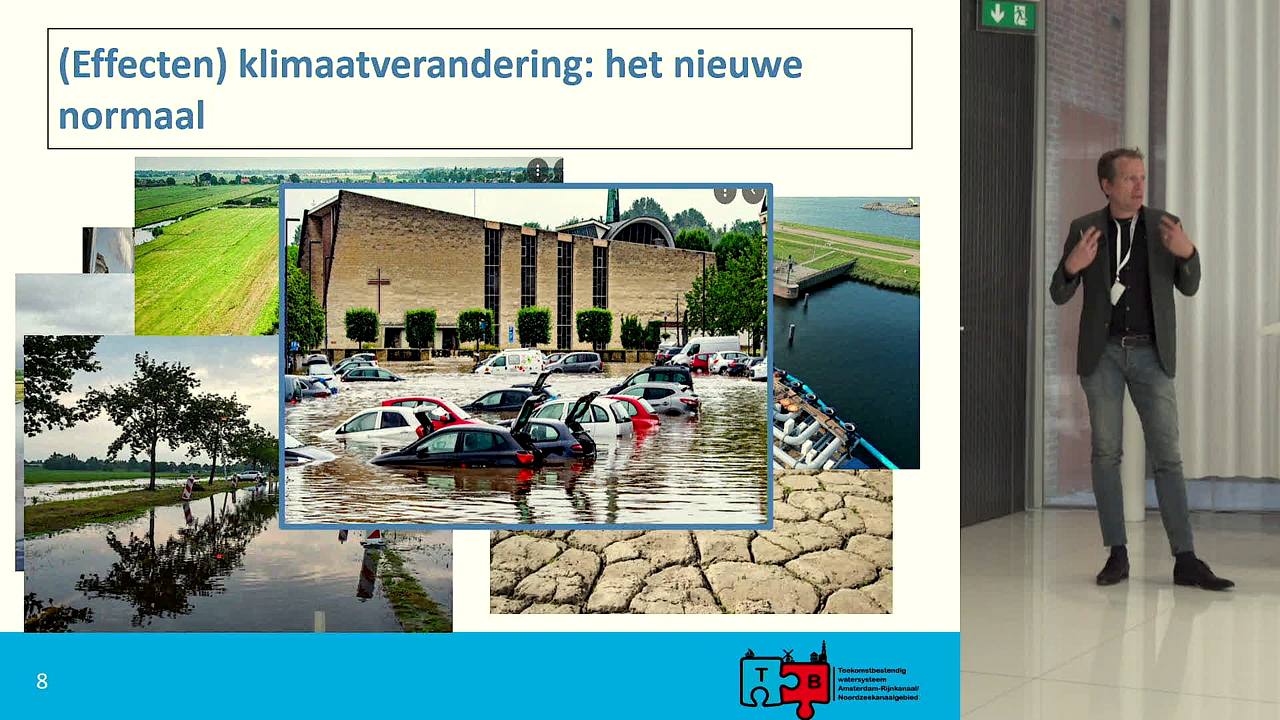 (Effecten) klimaatverandering: het nieuwe
normaal
8
T
B
Toekomstbestendig
watersysteem
Amsterdam-Rijnkanaal/
Noordzeekanaalgebied